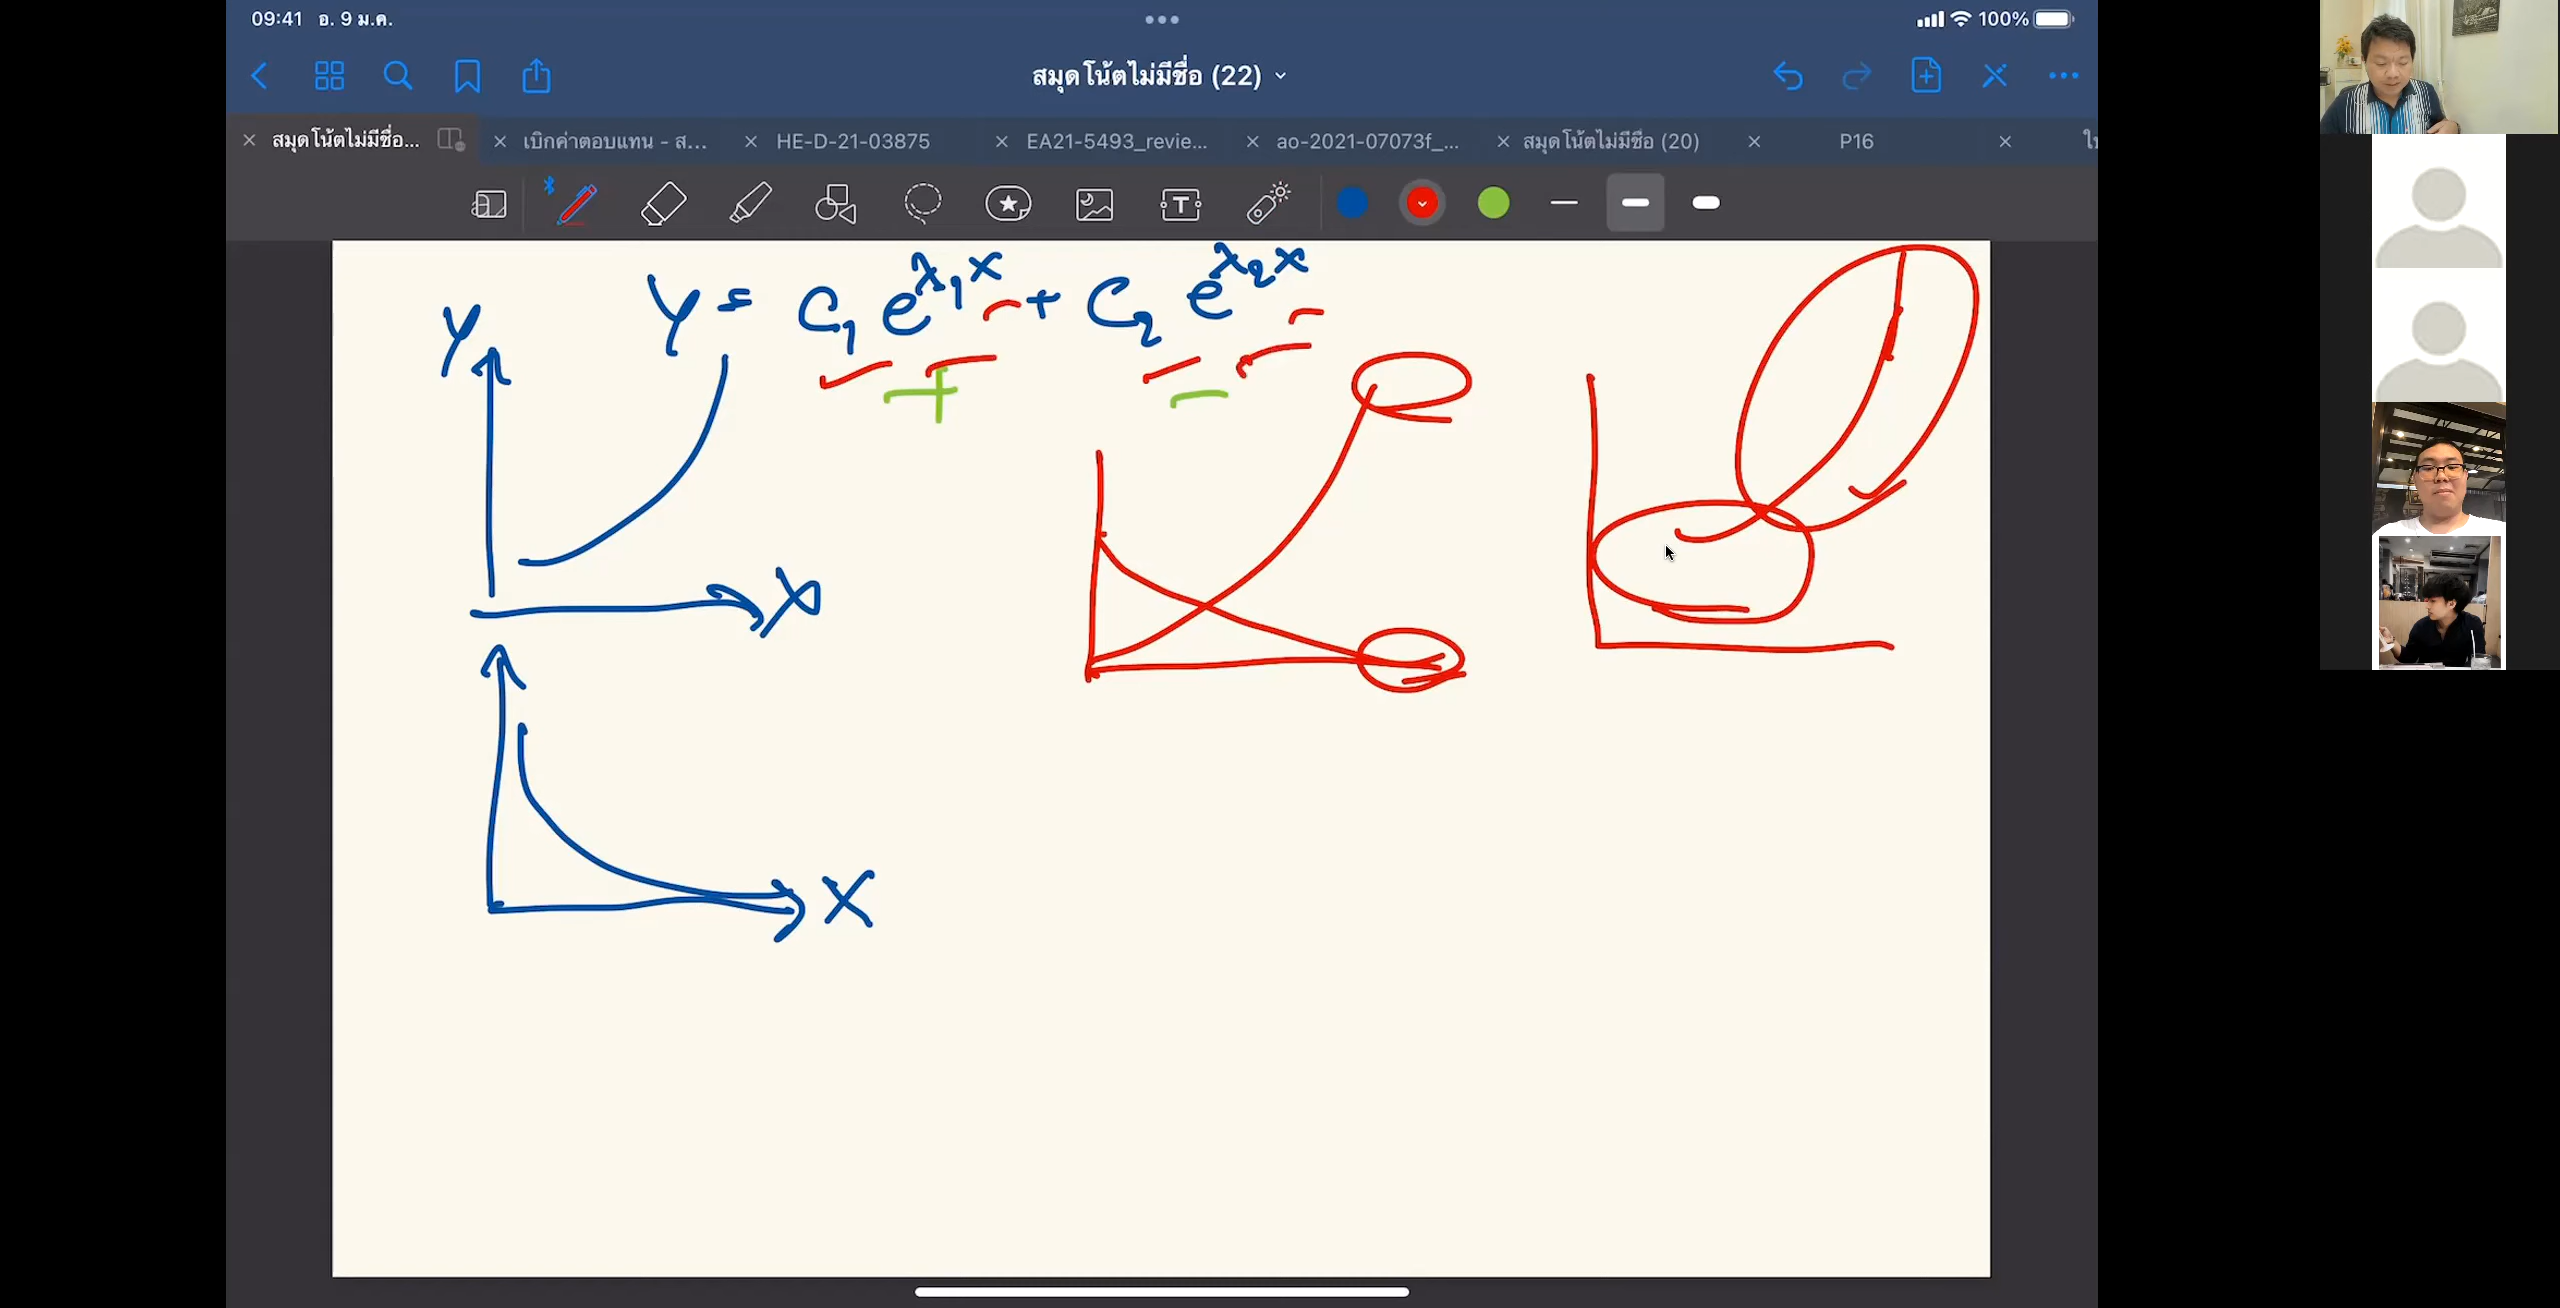 09:41 อ. 9 ม.ค. 100%
สมุดโน้ตไม่มีชื่อ (22)
สมุดโน้ตไม่มีชื่อ... เบิกค่าตอบแทน - ส... HE-D-21-03875 EA21-5493_revie... ao-2021-07073f_... สมุดโน้ตไม่มีชื่อ (20) P16
y = C₁ e^λ₁x + C₂ e^λ₂x
+ −
y
x
x